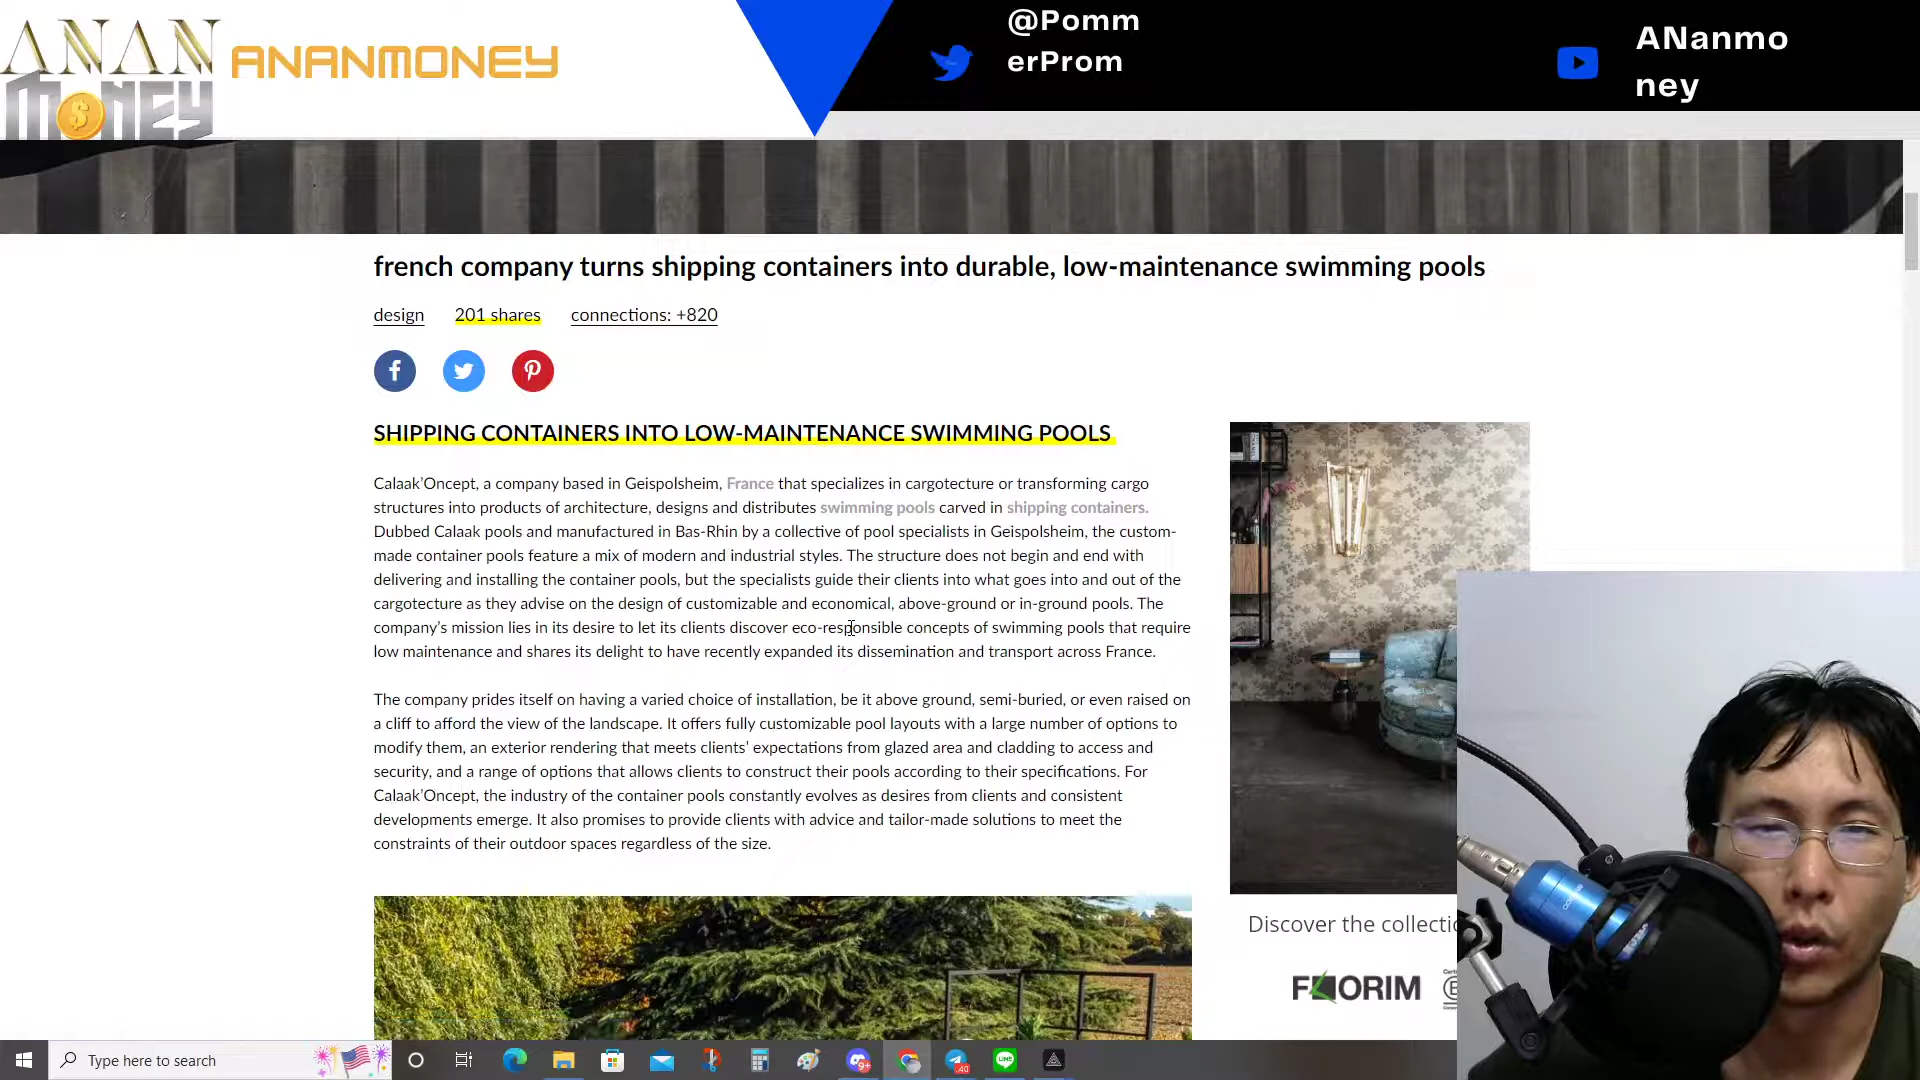 ANAN
MONEY
ANANMONEY
@Pomm
erProm
ANanmo
ney
french company turns shipping containers into durable, low-maintenance swimming pools
design 201 shares connections: +820
SHIPPING CONTAINERS INTO LOW-MAINTENANCE SWIMMING POOLS
Calaak’Oncept, a company based in Geispolsheim, France that specializes in cargotecture or transforming cargo
structures into products of architecture, designs and distributes swimming pools carved in shipping containers.
Dubbed Calaak pools and manufactured in Bas-Rhin by a collective of pool specialists in Geispolsheim, the custom-
made container pools feature a mix of modern and industrial styles. The structure does not begin and end with
delivering and installing the container pools, but the specialists guide their clients into what goes into and out of the
cargotecture as they advise on the design of customizable and economical, above-ground or in-ground pools. The
company’s mission lies in its desire to let its clients discover eco-responsible concepts of swimming pools that require
low maintenance and shares its delight to have recently expanded its dissemination and transport across France.
The company prides itself on having a varied choice of installation, be it above ground, semi-buried, or even raised on
a cliff to afford the view of the landscape. It offers fully customizable pool layouts with a large number of options to
modify them, an exterior rendering that meets clients’ expectations from glazed area and cladding to access and
security, and a range of options that allows clients to construct their pools according to their specifications. For
Calaak’Oncept, the industry of the container pools constantly evolves as desires from clients and consistent
developments emerge. It also promises to provide clients with advice and tailor-made solutions to meet the
constraints of their outdoor spaces regardless of the size.
Discover the collectio
FLORIM
Type here to search